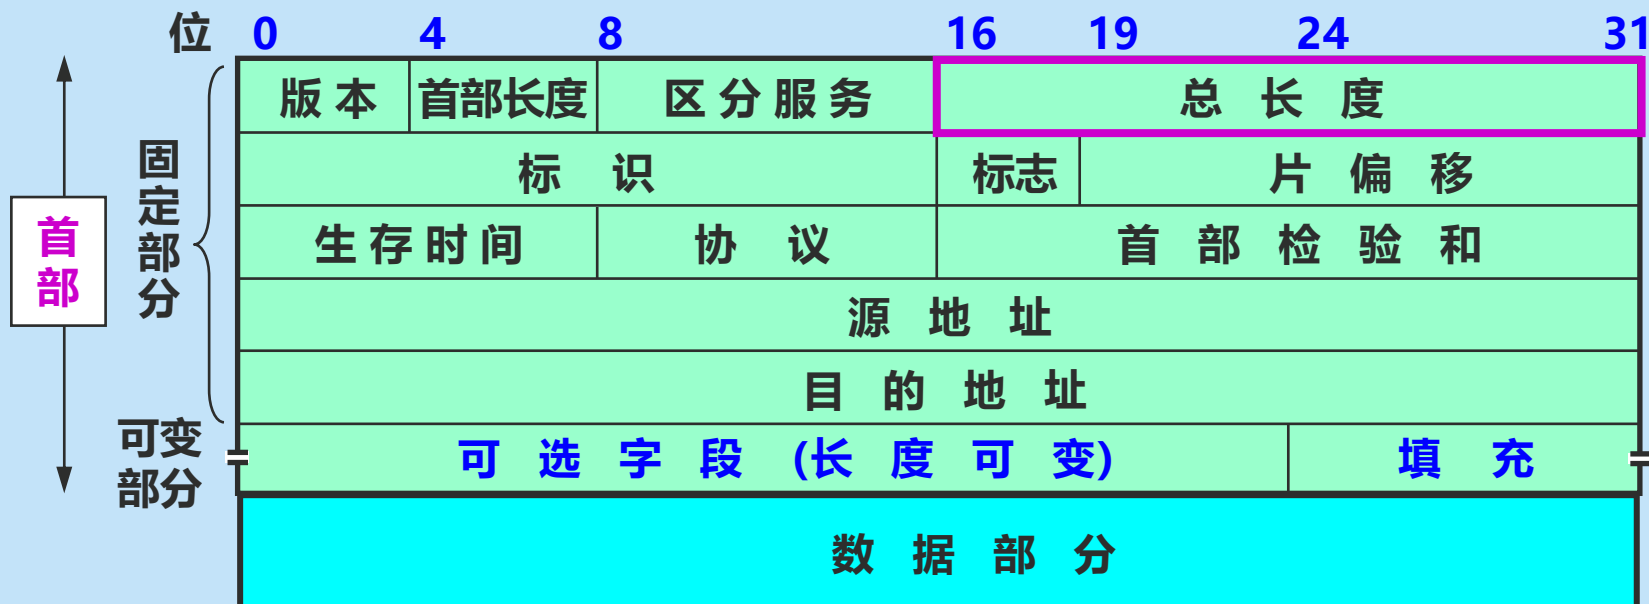 位 0 4 8 16 19 24 31
版本 首部长度 区分服务 总长度
标识 标志 片偏移
生存时间 协议 首部检验和
源地址
目的地址
可选字段 (长度可变) 填充
数据部分
首部
固定部分
可变部分